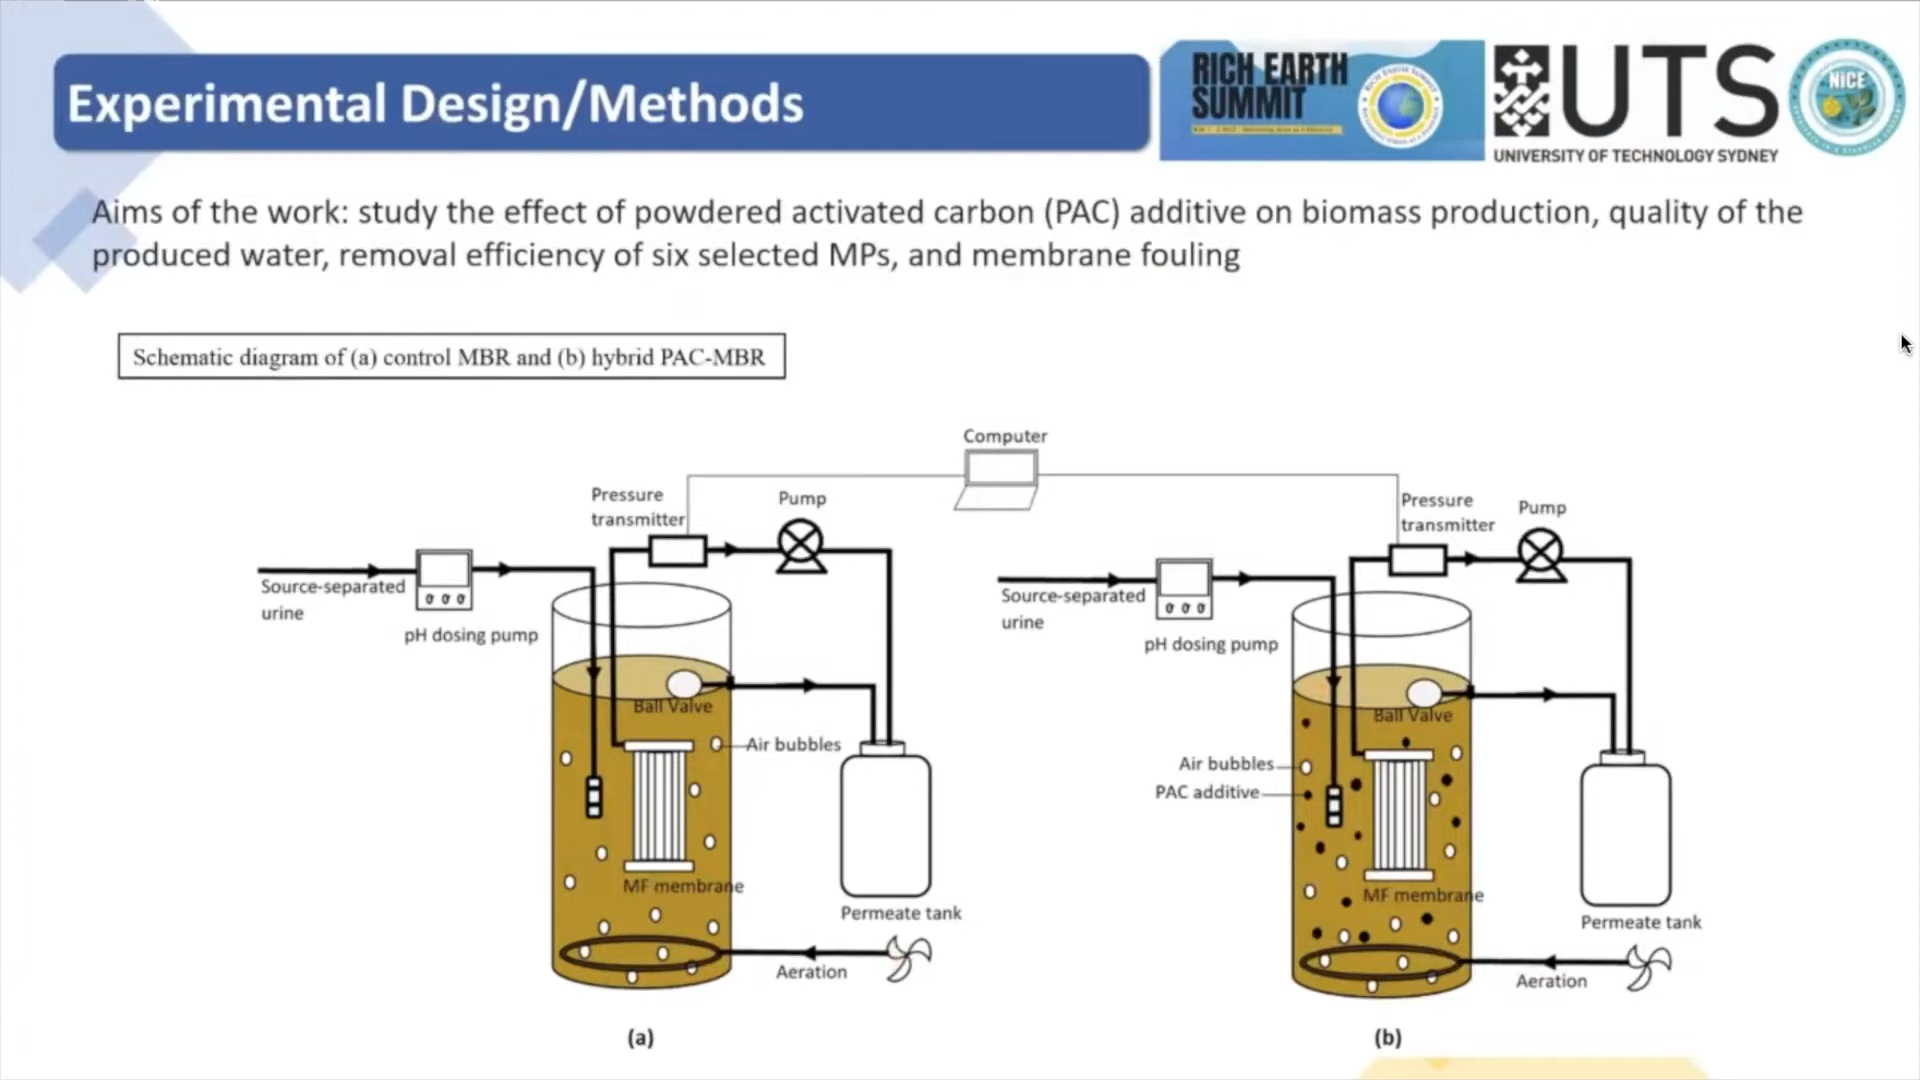 Experimental Design/Methods
RICH EARTH
SUMMIT
UTS
UNIVERSITY OF TECHNOLOGY SYDNEY
NiCE
Aims of the work: study the effect of powdered activated carbon (PAC) additive on biomass production, quality of the
produced water, removal efficiency of six selected MPs, and membrane fouling
Schematic diagram of (a) control MBR and (b) hybrid PAC-MBR
Computer
Pressure
transmitter
Pump
Source-separated
urine
pH dosing pump
Ball Valve
Air bubbles
MF membrane
Permeate tank
Aeration
(a)
Pressure
transmitter
Pump
Source-separated
urine
pH dosing pump
Ball Valve
Air bubbles
PAC additive
MF membrane
Permeate tank
Aeration
(b)